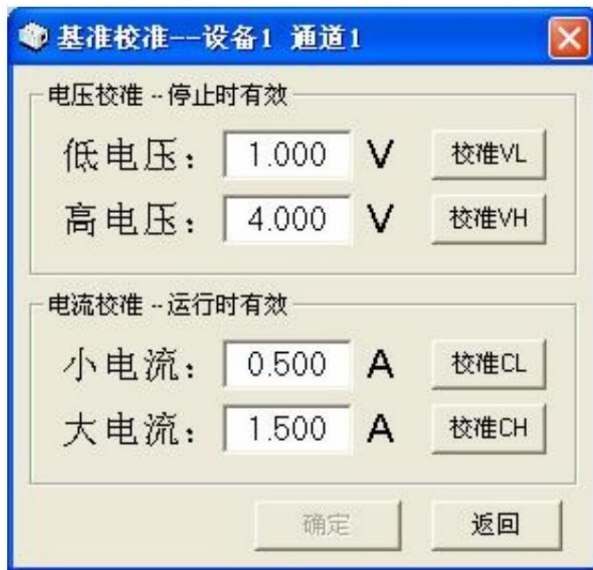 基准校准--设备1 通道1
电压校准--停止时有效
低电压： 1.000 V 校准VL
高电压： 4.000 V 校准VH
电流校准--运行时有效
小电流： 0.500 A 校准CL
大电流： 1.500 A 校准CH
确定 返回